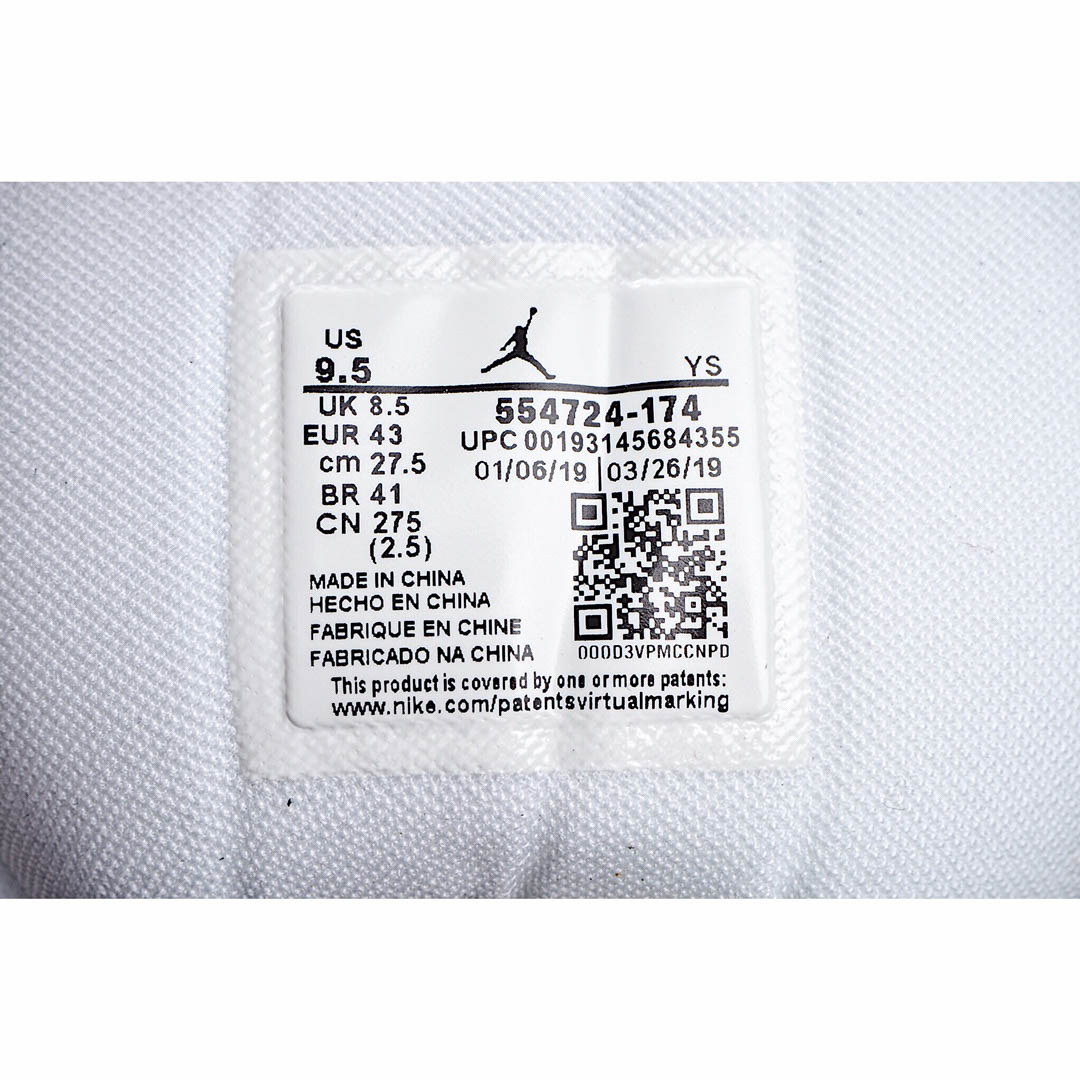 US
9.5
YS
UK 8.5
EUR 43
cm 27.5
BR 41
CN 275
(2.5)
554724-174
UPC 00193145684355
01/06/19 | 03/26/19
000D3VPMCCNPD
MADE IN CHINA
HECHO EN CHINA
FABRIQUE EN CHINE
FABRICADO NA CHINA
This product is covered by one or more patents:
www.nike.com/patentsvirtualmarking